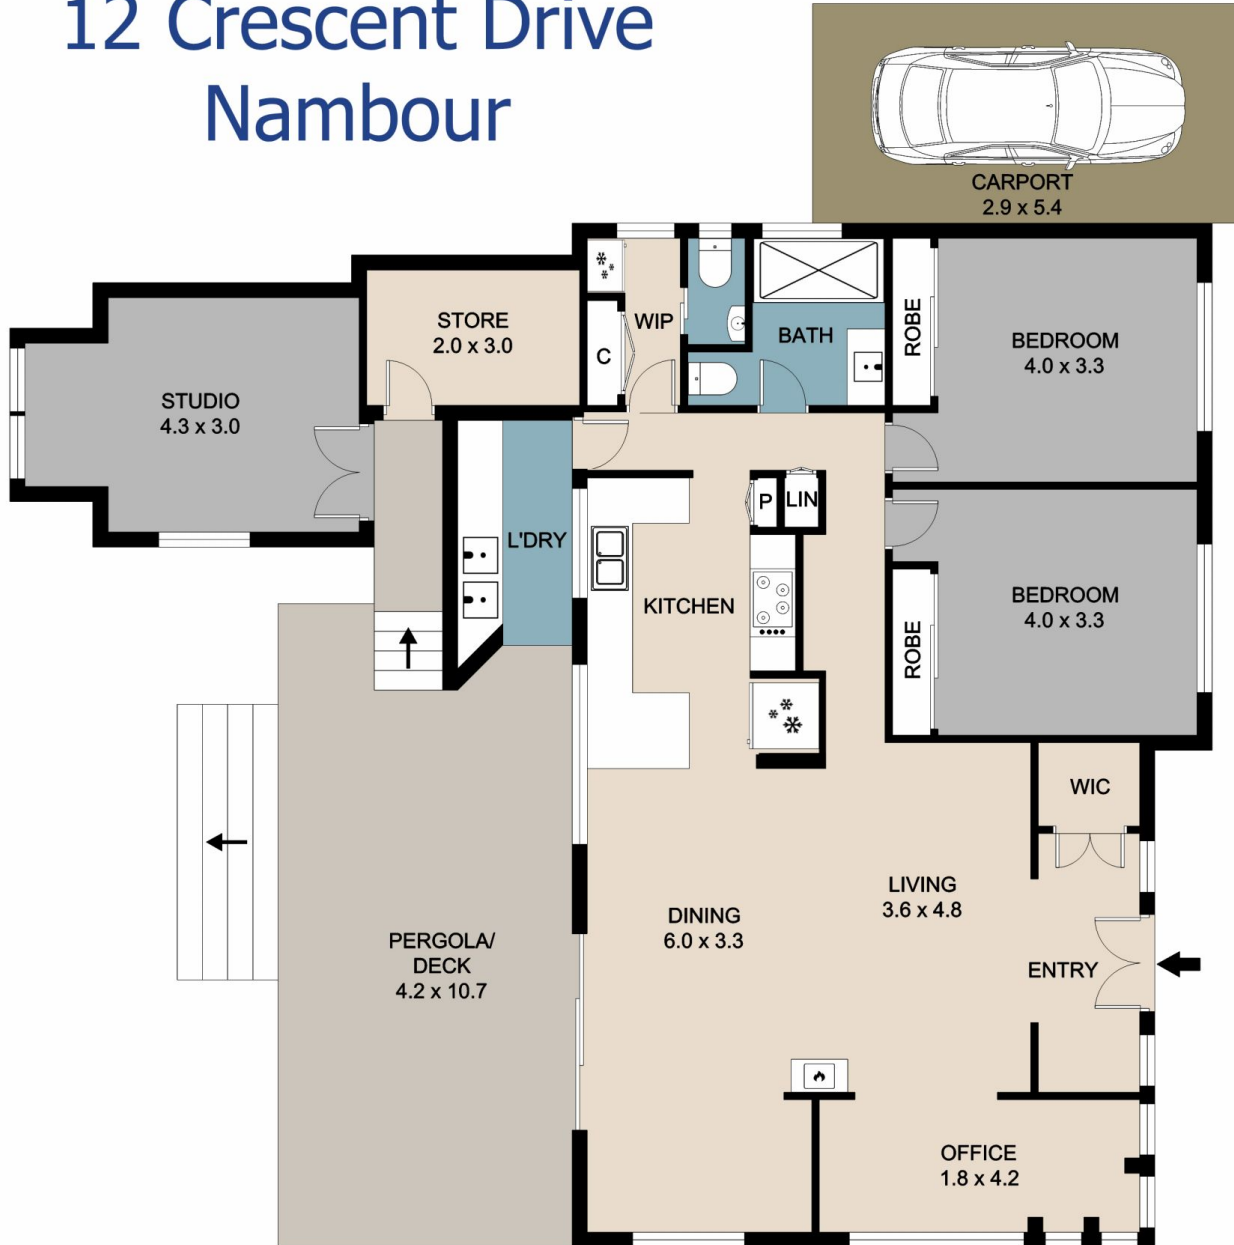 12 Crescent Drive
Nambour
CARPORT
2.9 x 5.4
STORE
2.0 x 3.0
WIP
C
BATH
ROBE
BEDROOM
4.0 x 3.3
STUDIO
4.3 x 3.0
L'DRY
P
LIN
KITCHEN
ROBE
BEDROOM
4.0 x 3.3
WIC
LIVING
3.6 x 4.8
DINING
6.0 x 3.3
PERGOLA/
DECK
4.2 x 10.7
ENTRY
OFFICE
1.8 x 4.2